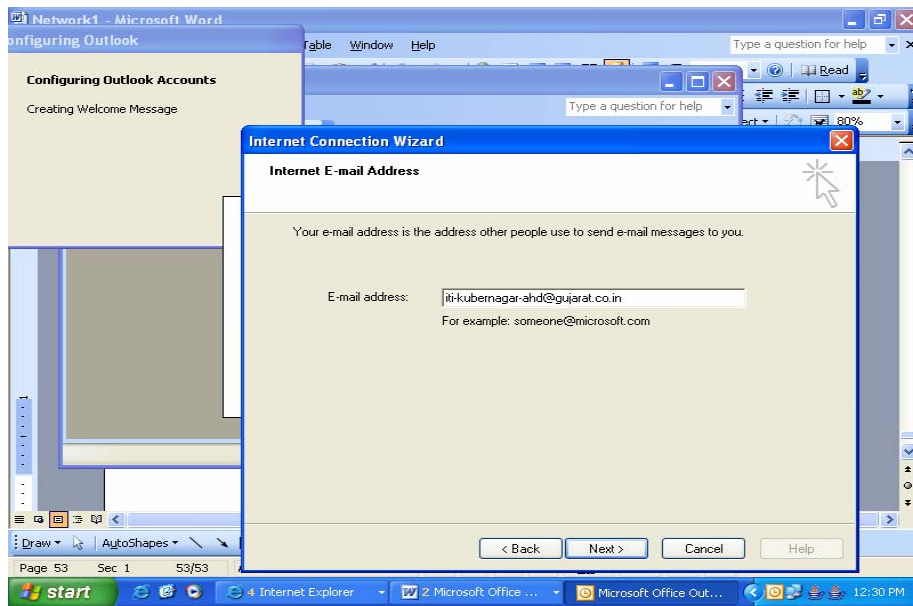 Network1 - Microsoft Word
onfiguring Outlook
Table Window Help
Type a question for help
Configuring Outlook Accounts
Creating Welcome Message
Read
Type a question for help
80%
Internet Connection Wizard
Internet E-mail Address
Your e-mail address is the address other people use to send e-mail messages to you.
E-mail address: iti-kubernagar-ahd@gujarat.co.in
For example: someone@microsoft.com
< Back Next > Cancel Help
Draw AutoShapes
Page 53 Sec 1 53/53
start 4 Internet Explorer 2 Microsoft Office ... Microsoft Office Out... 12:30 PM